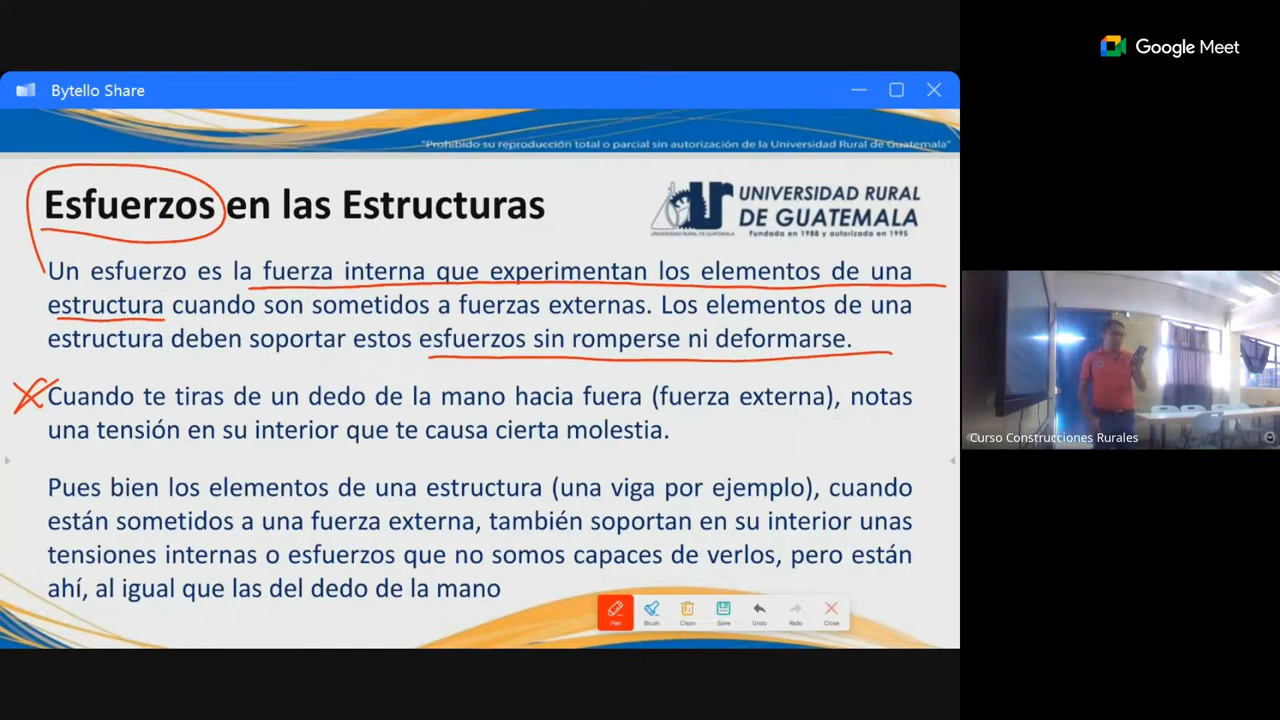 Google Meet
Bytello Share
"Prohibido su reproducción total o parcial sin autorización de la Universidad Rural de Guatemala"
Esfuerzos en las Estructuras
UNIVERSIDAD RURAL
DE GUATEMALA
Fundada en 1988 y autorizada en 1995
UNIVERSIDAD RURAL DE GUATEMALA
Un esfuerzo es la fuerza interna que experimentan los elementos de una
estructura cuando son sometidos a fuerzas externas. Los elementos de una
estructura deben soportar estos esfuerzos sin romperse ni deformarse.
Cuando te tiras de un dedo de la mano hacia fuera (fuerza externa), notas
una tensión en su interior que te causa cierta molestia.
Pues bien los elementos de una estructura (una viga por ejemplo), cuando
están sometidos a una fuerza externa, también soportan en su interior unas
tensiones internas o esfuerzos que no somos capaces de verlos, pero están
ahí, al igual que las del dedo de la mano
Pen Brush Clean Save Undo Redo Close
Curso Construcciones Rurales